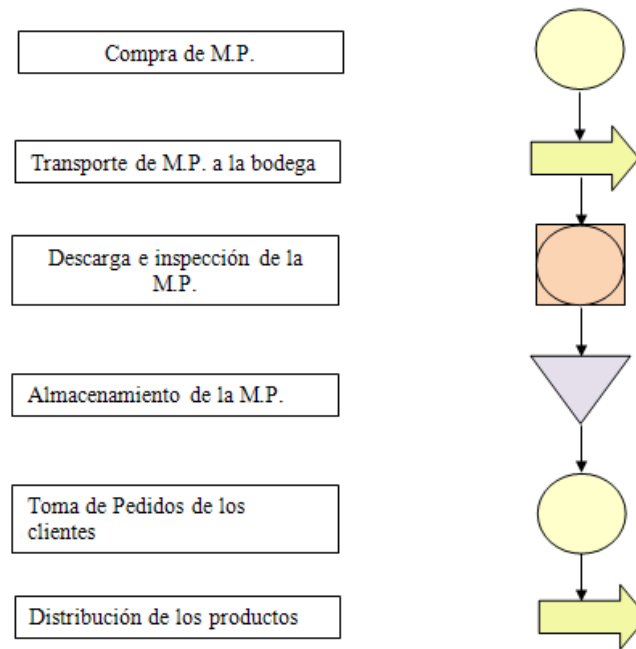 Compra de M.P.
Transporte de M.P. a la bodega
Descarga e inspección de la
M.P.
Almacenamiento de la M.P.
Toma de Pedidos de los
clientes
Distribución de los productos